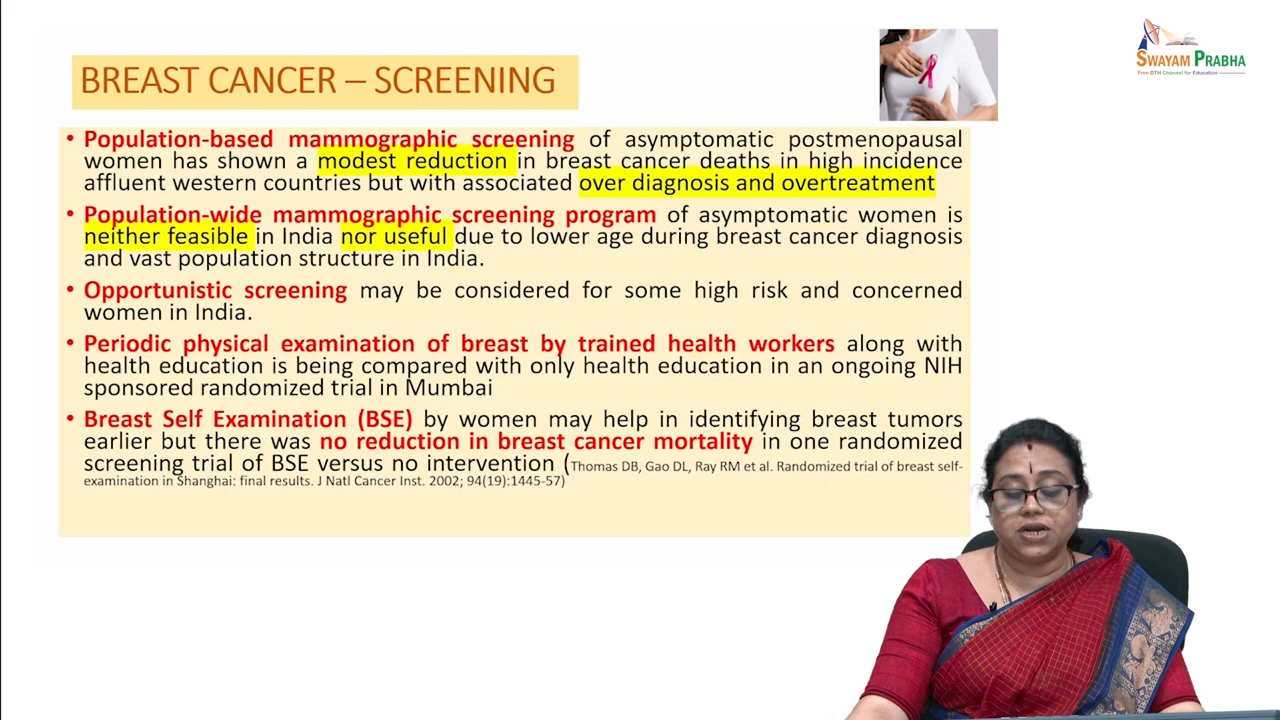 SWAYAM PRABHA
Free DTH Channel for Education
BREAST CANCER – SCREENING
• Population-based mammographic screening of asymptomatic postmenopausal
women has shown a modest reduction in breast cancer deaths in high incidence
affluent western countries but with associated over diagnosis and overtreatment
• Population-wide mammographic screening program of asymptomatic women is
neither feasible in India nor useful due to lower age during breast cancer diagnosis
and vast population structure in India.
• Opportunistic screening may be considered for some high risk and concerned
women in India.
• Periodic physical examination of breast by trained health workers along with
health education is being compared with only health education in an ongoing NIH
sponsored randomized trial in Mumbai
• Breast Self Examination (BSE) by women may help in identifying breast tumors
earlier but there was no reduction in breast cancer mortality in one randomized
screening trial of BSE versus no intervention (Thomas DB, Gao DL, Ray RM et al. Randomized trial of breast self-
examination in Shanghai: final results. J Natl Cancer Inst. 2002; 94(19):1445-57)